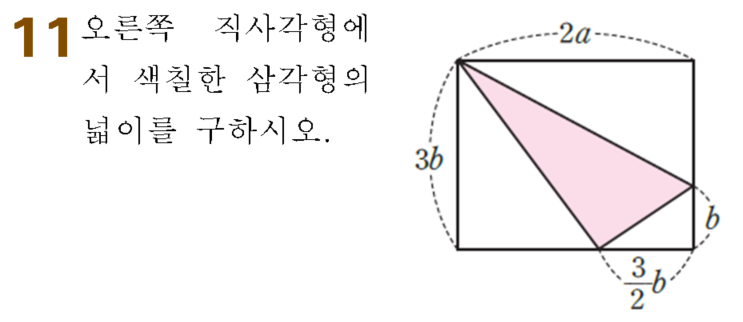 11 오른쪽 직사각형에
서 색칠한 삼각형의
넓이를 구하시오.
2a
3b
b
3/2 b